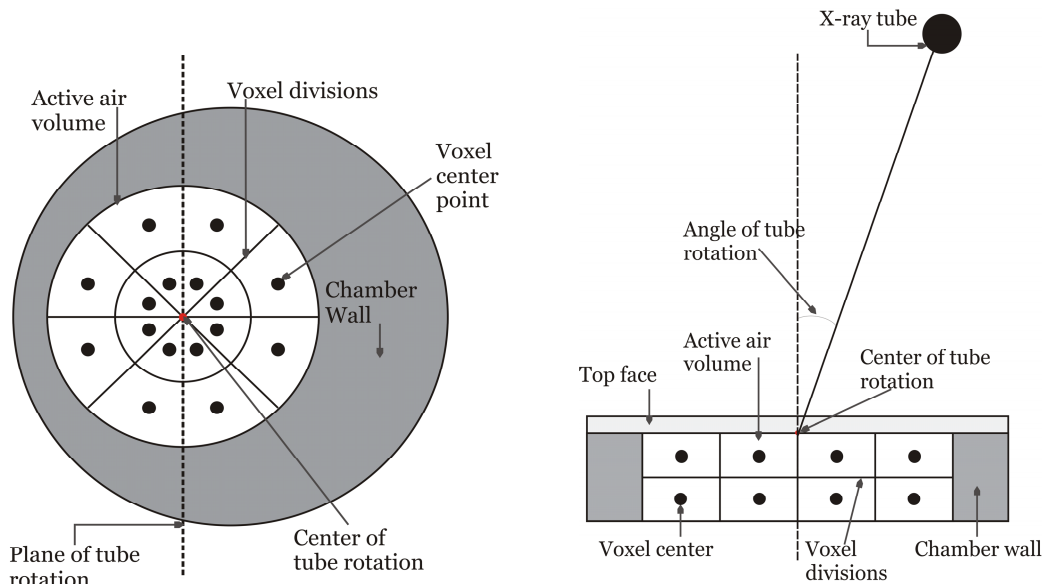 Active air
volume
Voxel divisions
Voxel
center
point
Chamber
Wall
Plane of tube
rotation
Center of
tube rotation
X-ray tube
Angle of tube
rotation
Active air
volume
Center of tube
rotation
Top face
Voxel center
Voxel
divisions
Chamber wall